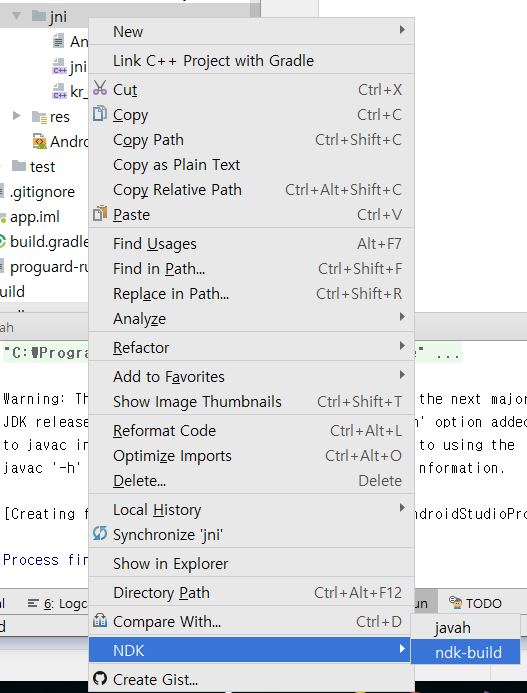 jni
An
jni
kr_
res
Andro
test
.gitignore
app.iml
build.gradle
proguard-ru
uild
New
Link C++ Project with Gradle
Cut Ctrl+X
Copy Ctrl+C
Copy Path Ctrl+Shift+C
Copy as Plain Text
Copy Relative Path Ctrl+Alt+Shift+C
Paste Ctrl+V
Find Usages Alt+F7
Find in Path... Ctrl+Shift+F
Replace in Path... Ctrl+Shift+R
Analyze
Refactor
Add to Favorites
Show Image Thumbnails Ctrl+Shift+T
Reformat Code Ctrl+Alt+L
Optimize Imports Ctrl+Alt+O
Delete... Delete
Local History
Synchronize 'jni'
Show in Explorer
Directory Path Ctrl+Alt+F12
Compare With... Ctrl+D
NDK
Create Gist...
javah
ndk-build
ah
"C:₩Progra e" ...
Warning: Th the next major
JDK releas h' option added
to javac in to using the
javac '-h' nformation.
[Creating f ndroidStudioPro
Process fin
6: Logca
un
TODO